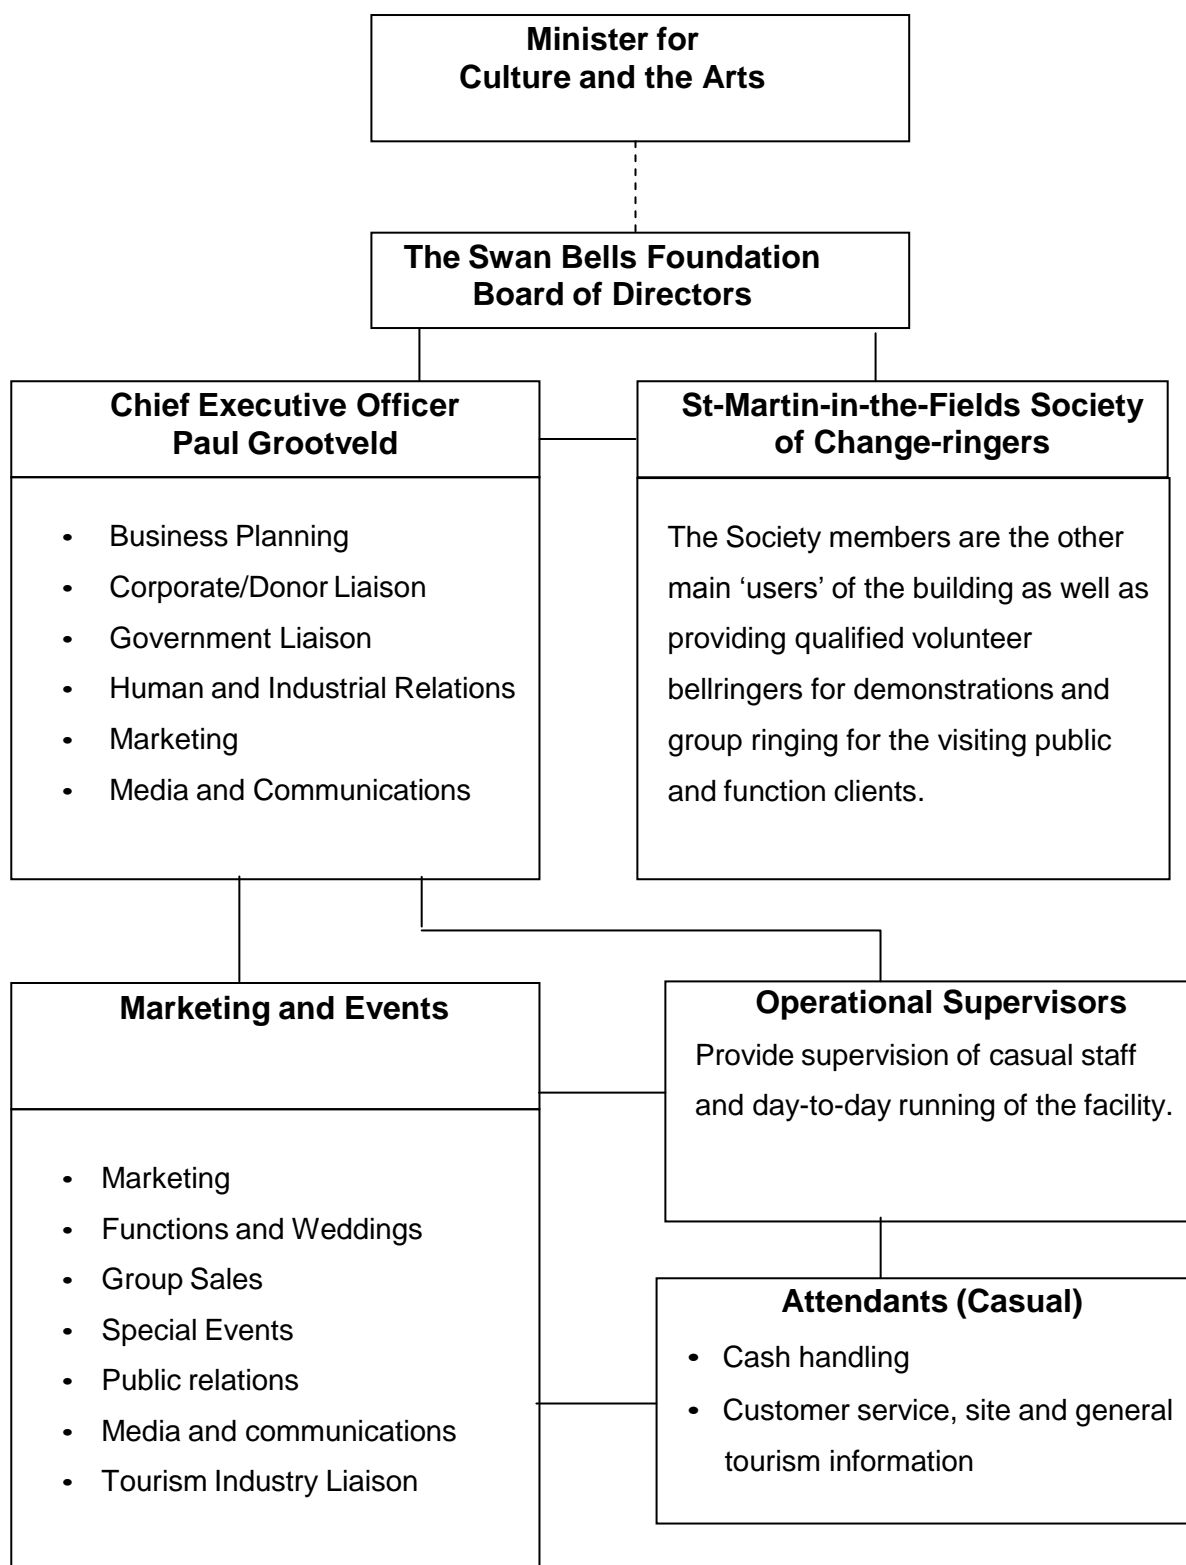 Minister for
Culture and the Arts
The Swan Bells Foundation
Board of Directors
Chief Executive Officer
Paul Grootveld
• Business Planning
• Corporate/Donor Liaison
• Government Liaison
• Human and Industrial Relations
• Marketing
• Media and Communications
St-Martin-in-the-Fields Society
of Change-ringers
The Society members are the other
main ‘users’ of the building as well as
providing qualified volunteer
bellringers for demonstrations and
group ringing for the visiting public
and function clients.
Marketing and Events
• Marketing
• Functions and Weddings
• Group Sales
• Special Events
• Public relations
• Media and communications
• Tourism Industry Liaison
Operational Supervisors
Provide supervision of casual staff
and day-to-day running of the facility.
Attendants (Casual)
• Cash handling
• Customer service, site and general
tourism information